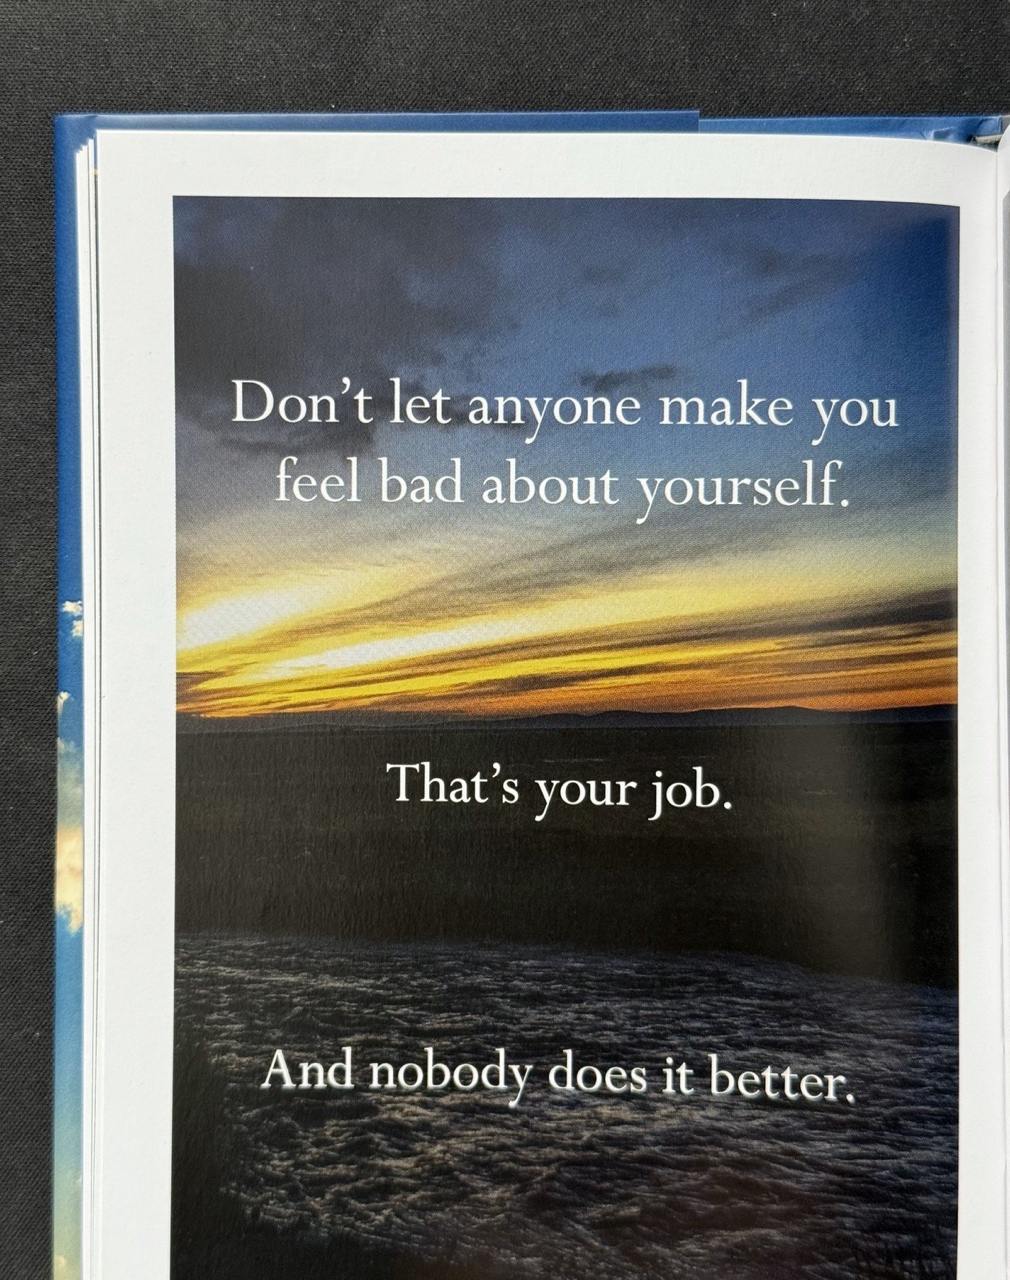 Don’t let anyone make you
feel bad about yourself.
That’s your job.
And nobody does it better.